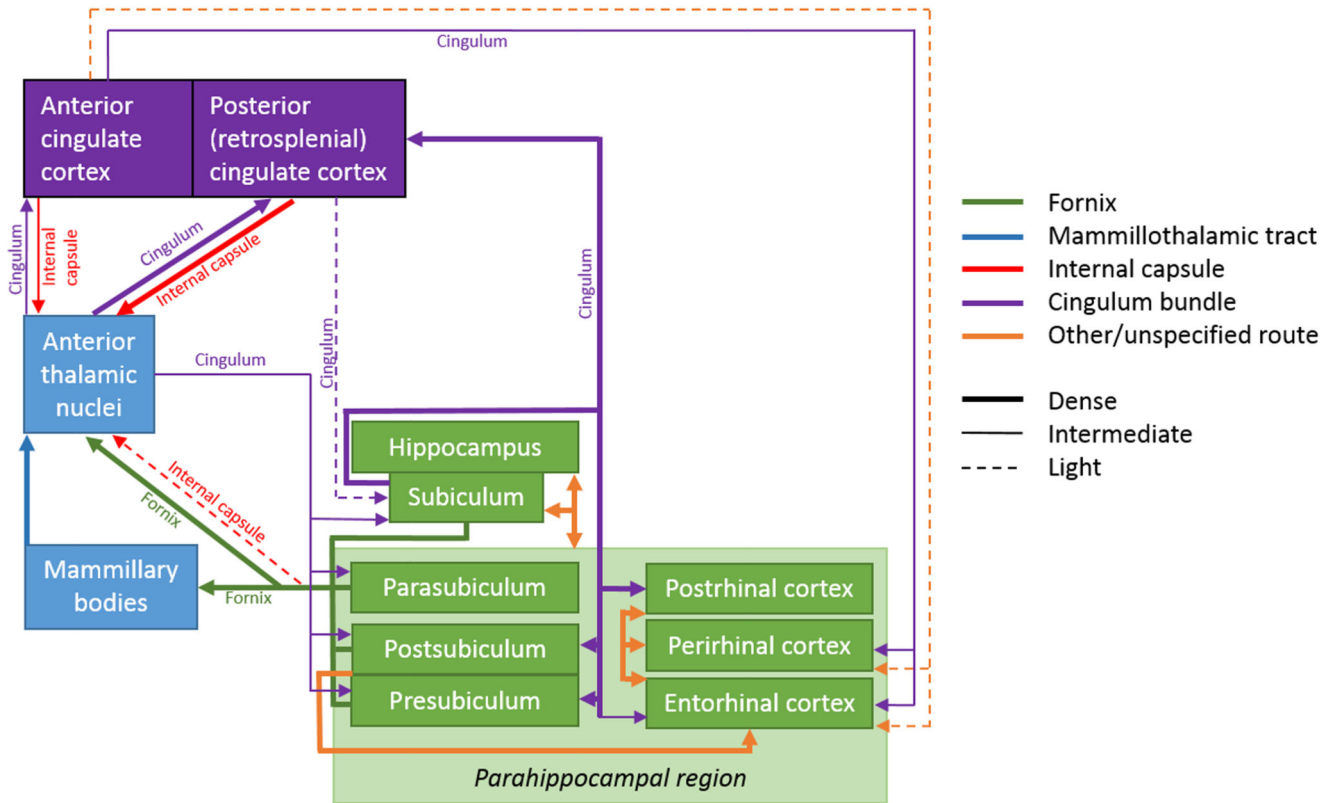 Cingulum
Anterior
cingulate
cortex
Posterior
(retrosplenial)
cingulate cortex
Cingulum
Internal
capsule
Cingulum
Internal capsule
Cingulum
Cingulum
Anterior
thalamic
nuclei
Cingulum
Hippocampus
Subiculum
Internal capsule
Fornix
Mammillary
bodies
Fornix
Parasubiculum
Postsubiculum
Presubiculum
Postrhinal cortex
Perirhinal cortex
Entorhinal cortex
Parahippocampal region
Fornix
Mammillothalamic tract
Internal capsule
Cingulum bundle
Other/unspecified route
Dense
Intermediate
Light